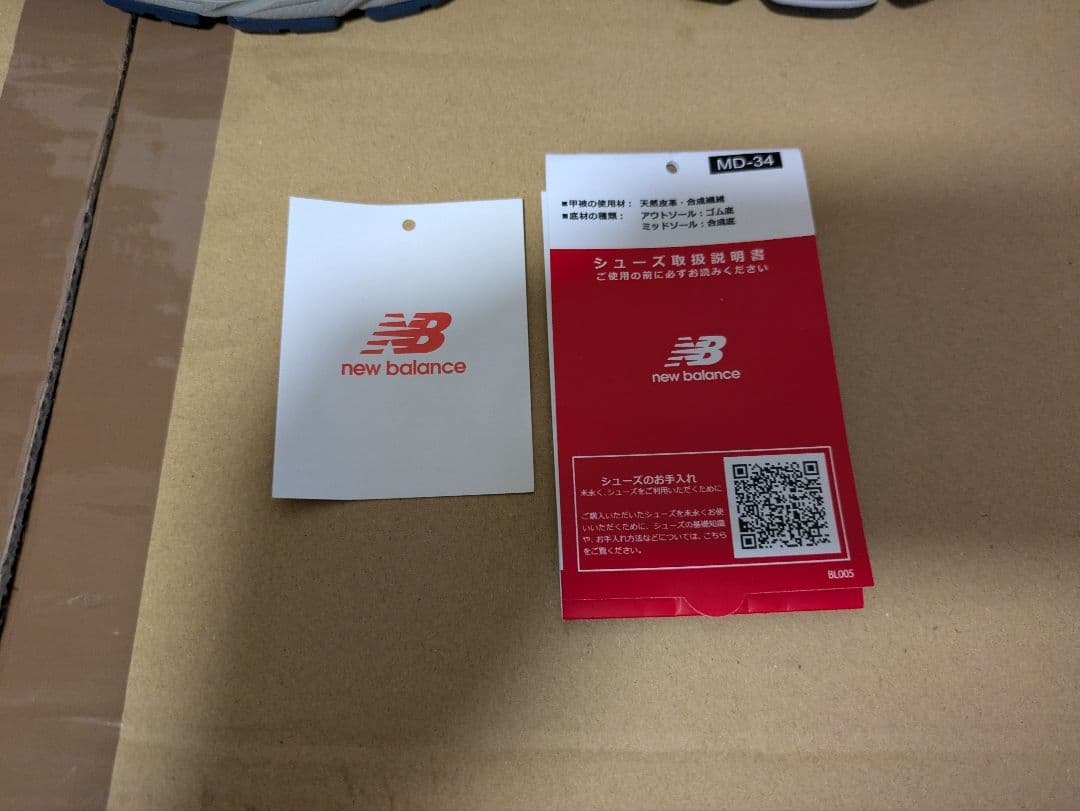 NB
new balance
MD-34
■甲被の使用材： 天然皮革・合成繊維
■底材の種類： アウトソール：ゴム底
ミッドソール：合成底
シューズ取扱説明書
ご使用の前に必ずお読みください
NB
new balance
シューズのお手入れ
末永く、シューズをご利用いただくために
ご購入いただいたシューズを末永くお使
いいただくために、シューズの基礎知識
や、お手入れ方法などについては、こちら
をご覧ください。
BL005